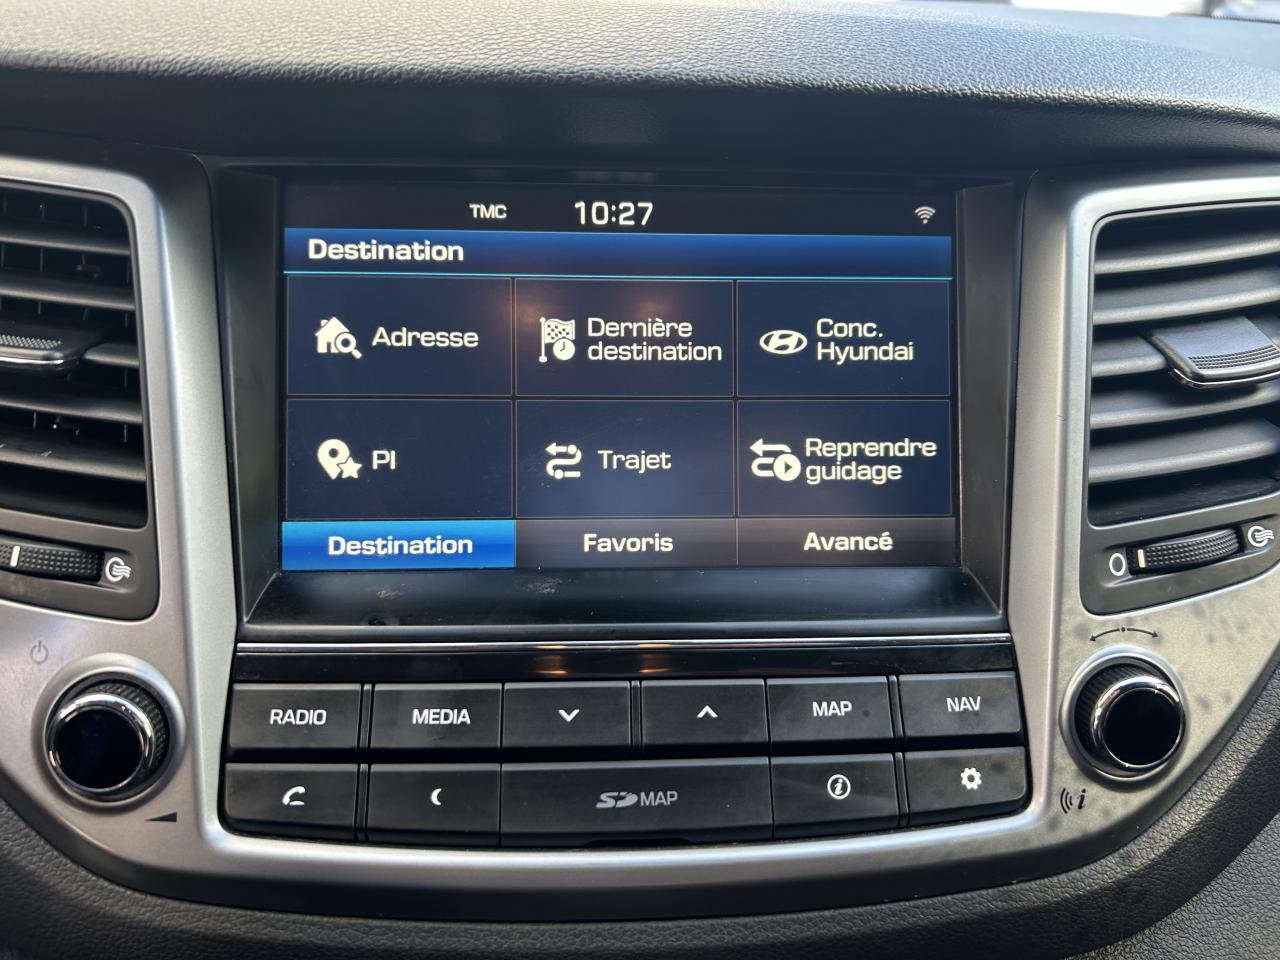 TMC 10:27
Destination
Adresse
Dernière
destination
Conc.
Hyundai
PI
Trajet
Reprendre
guidage
Destination
Favoris
Avancé
RADIO
MEDIA
MAP
NAV
SD MAP